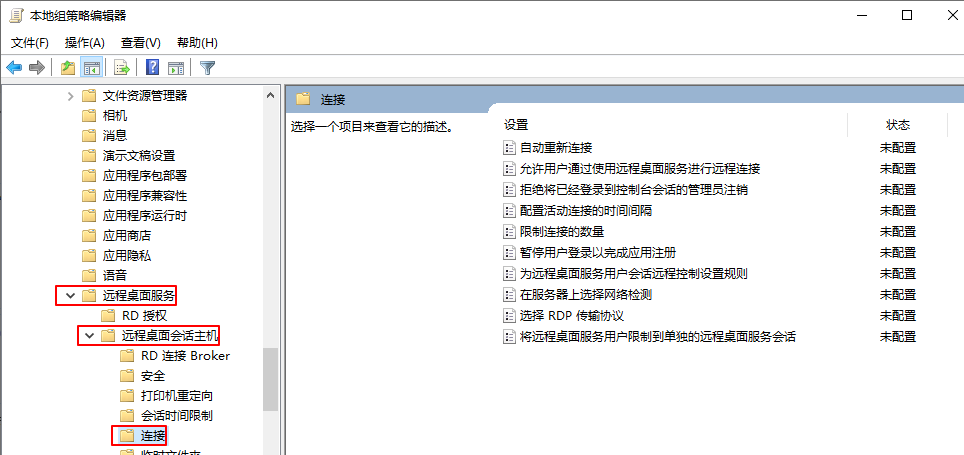 本地组策略编辑器
文件(F) 操作(A) 查看(V) 帮助(H)
文件资源管理器
相机
消息
演示文稿设置
应用程序包部署
应用程序兼容性
应用程序运行时
应用商店
应用隐私
语音
远程桌面服务
RD 授权
远程桌面会话主机
RD 连接 Broker
安全
打印机重定向
会话时间限制
连接
临时文件夹
连接
选择一个项目来查看它的描述。
设置 状态
自动重新连接 未配置
允许用户通过使用远程桌面服务进行远程连接 未配置
拒绝将已经登录到控制台会话的管理员注销 未配置
配置活动连接的时间间隔 未配置
限制连接的数量 未配置
暂停用户登录以完成应用注册 未配置
为远程桌面服务用户会话远程控制设置规则 未配置
在服务器上选择网络检测 未配置
选择 RDP 传输协议 未配置
将远程桌面服务用户限制到单独的远程桌面服务会话 未配置